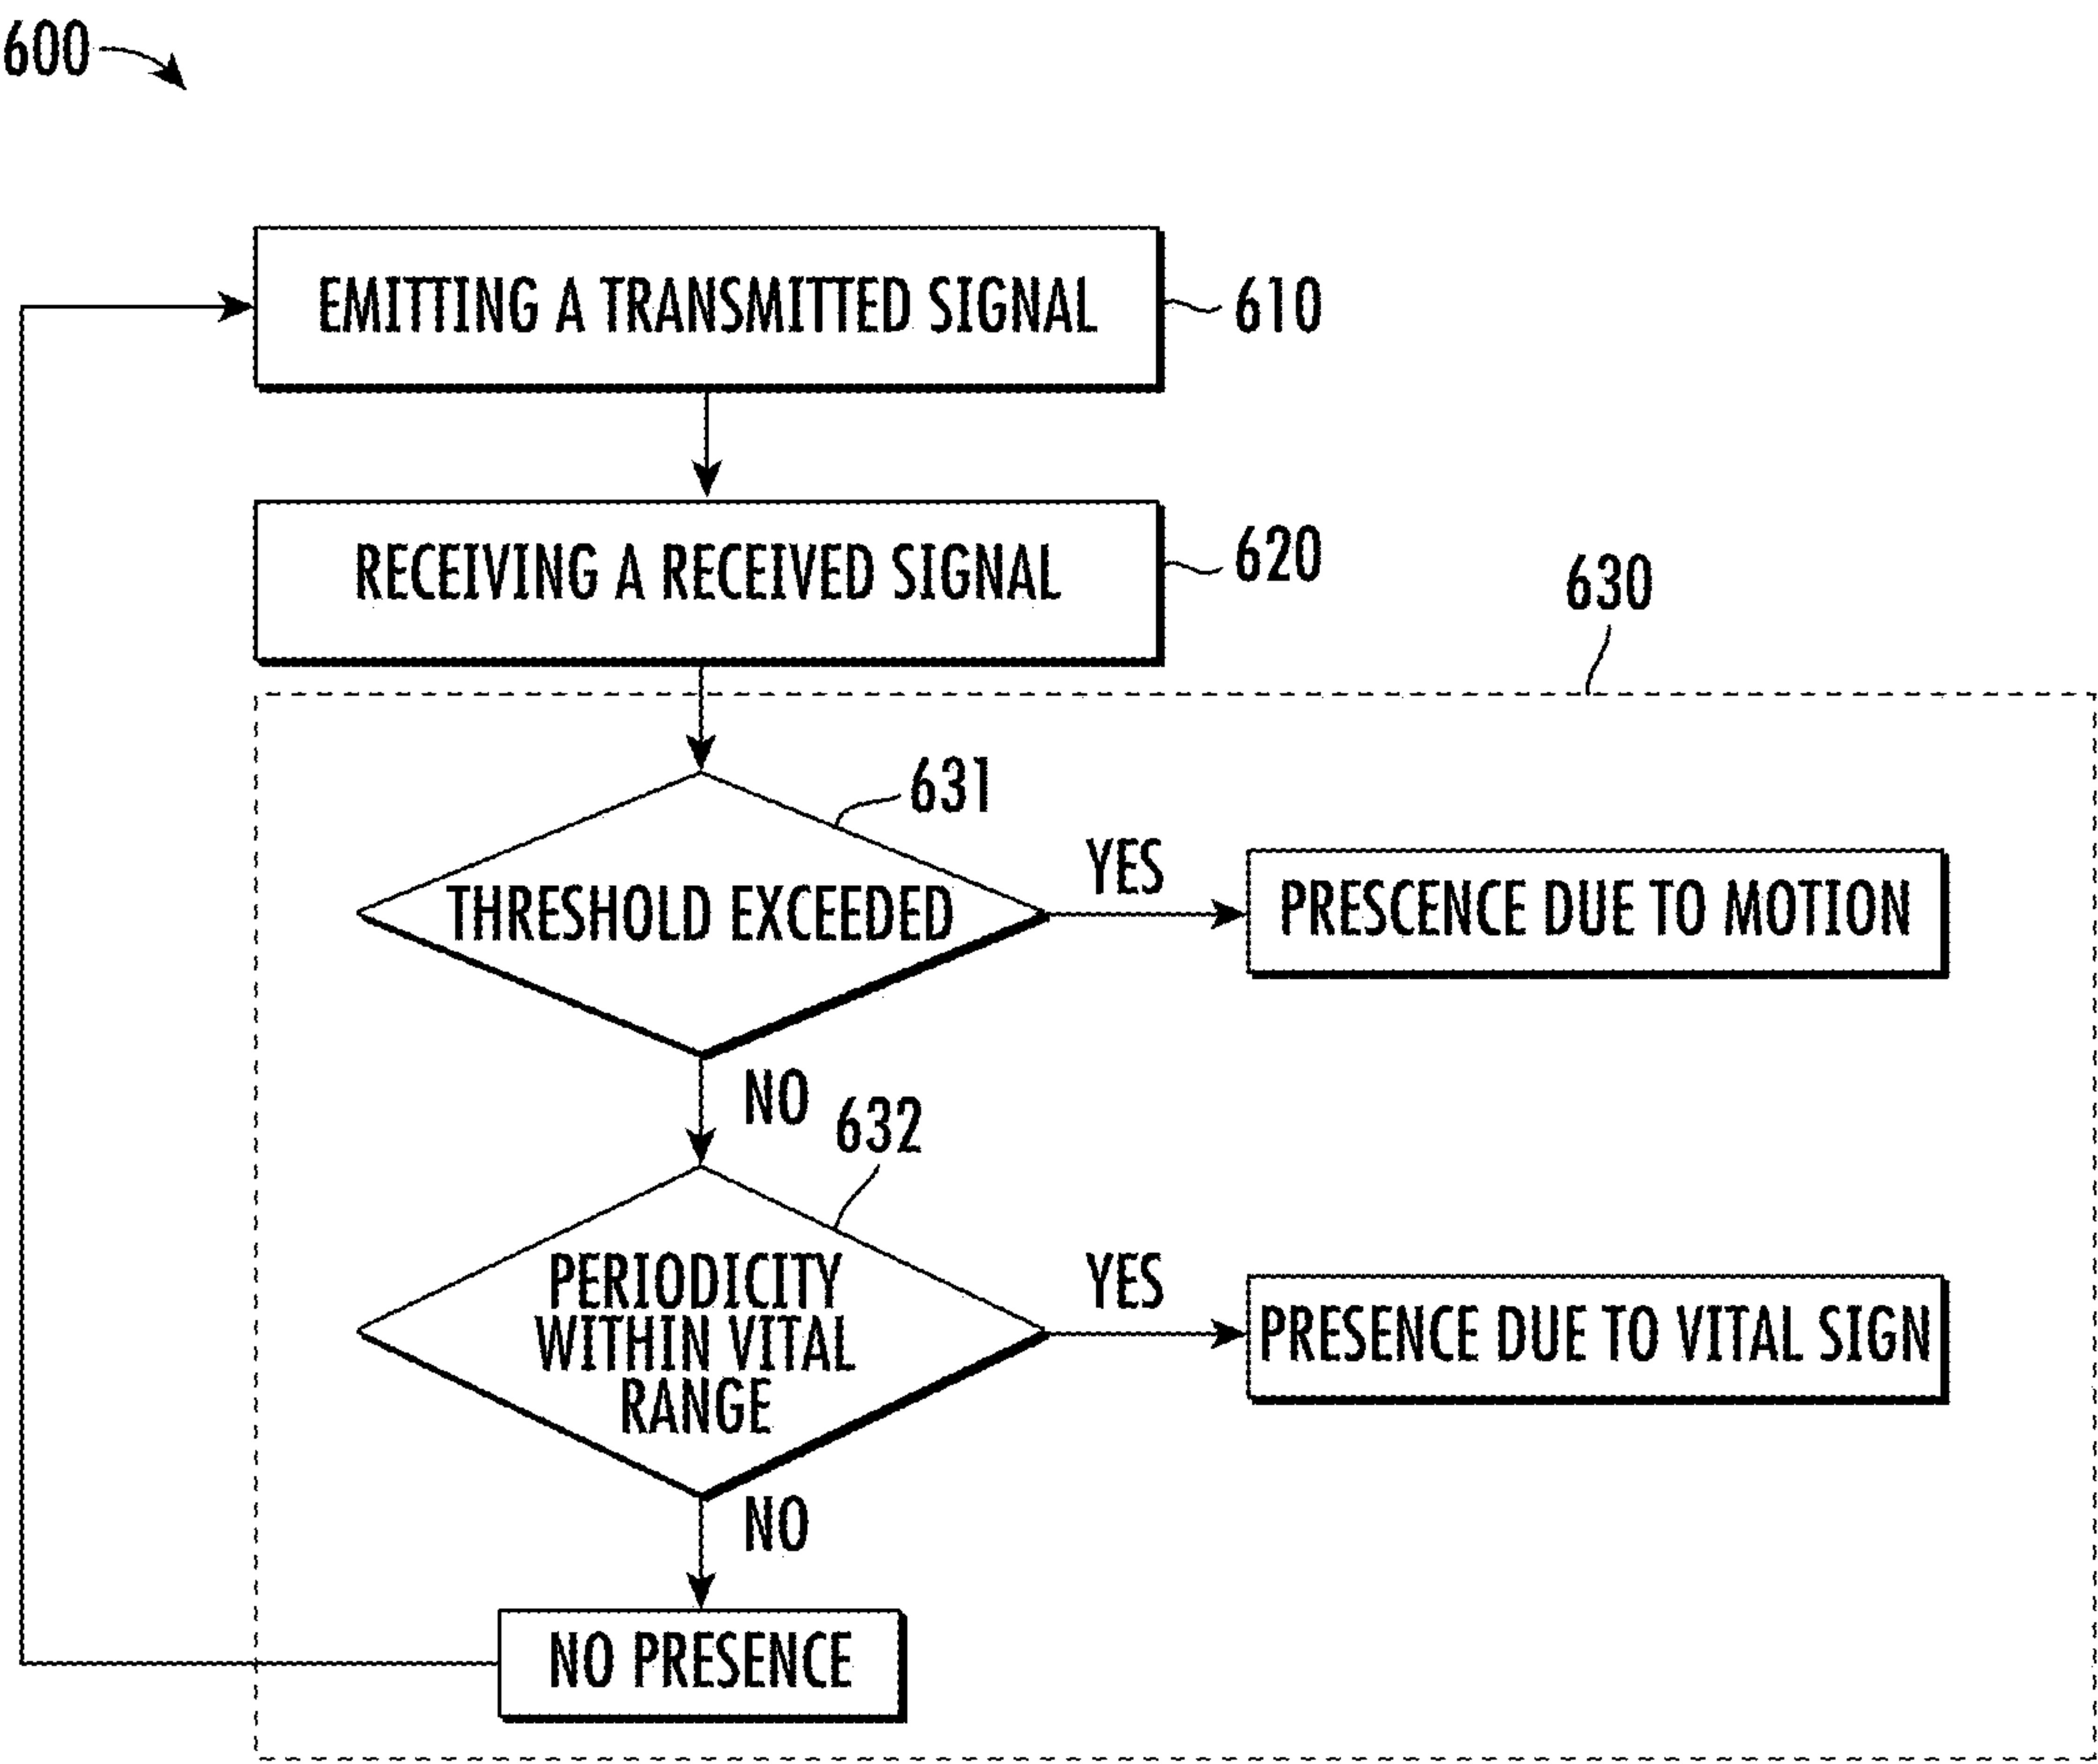 600
EMITTING A TRANSMITTED SIGNAL
610
RECEIVING A RECEIVED SIGNAL
620
630
631
THRESHOLD EXCEEDED
YES
PRESCENCE DUE TO MOTION
NO
632
PERIODICITY
WITHIN VITAL
RANGE
YES
PRESENCE DUE TO VITAL SIGN
NO
NO PRESENCE